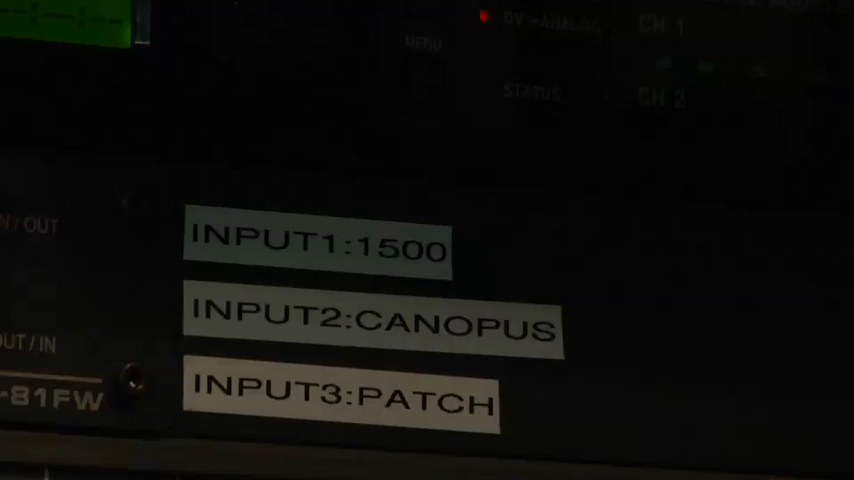 MENU
DV→ANALOG
CH 1
STATUS
CH 2
IN / OUT
INPUT1:1500
INPUT2:CANOPUS
OUT / IN
INPUT3:PATCH
-81FW